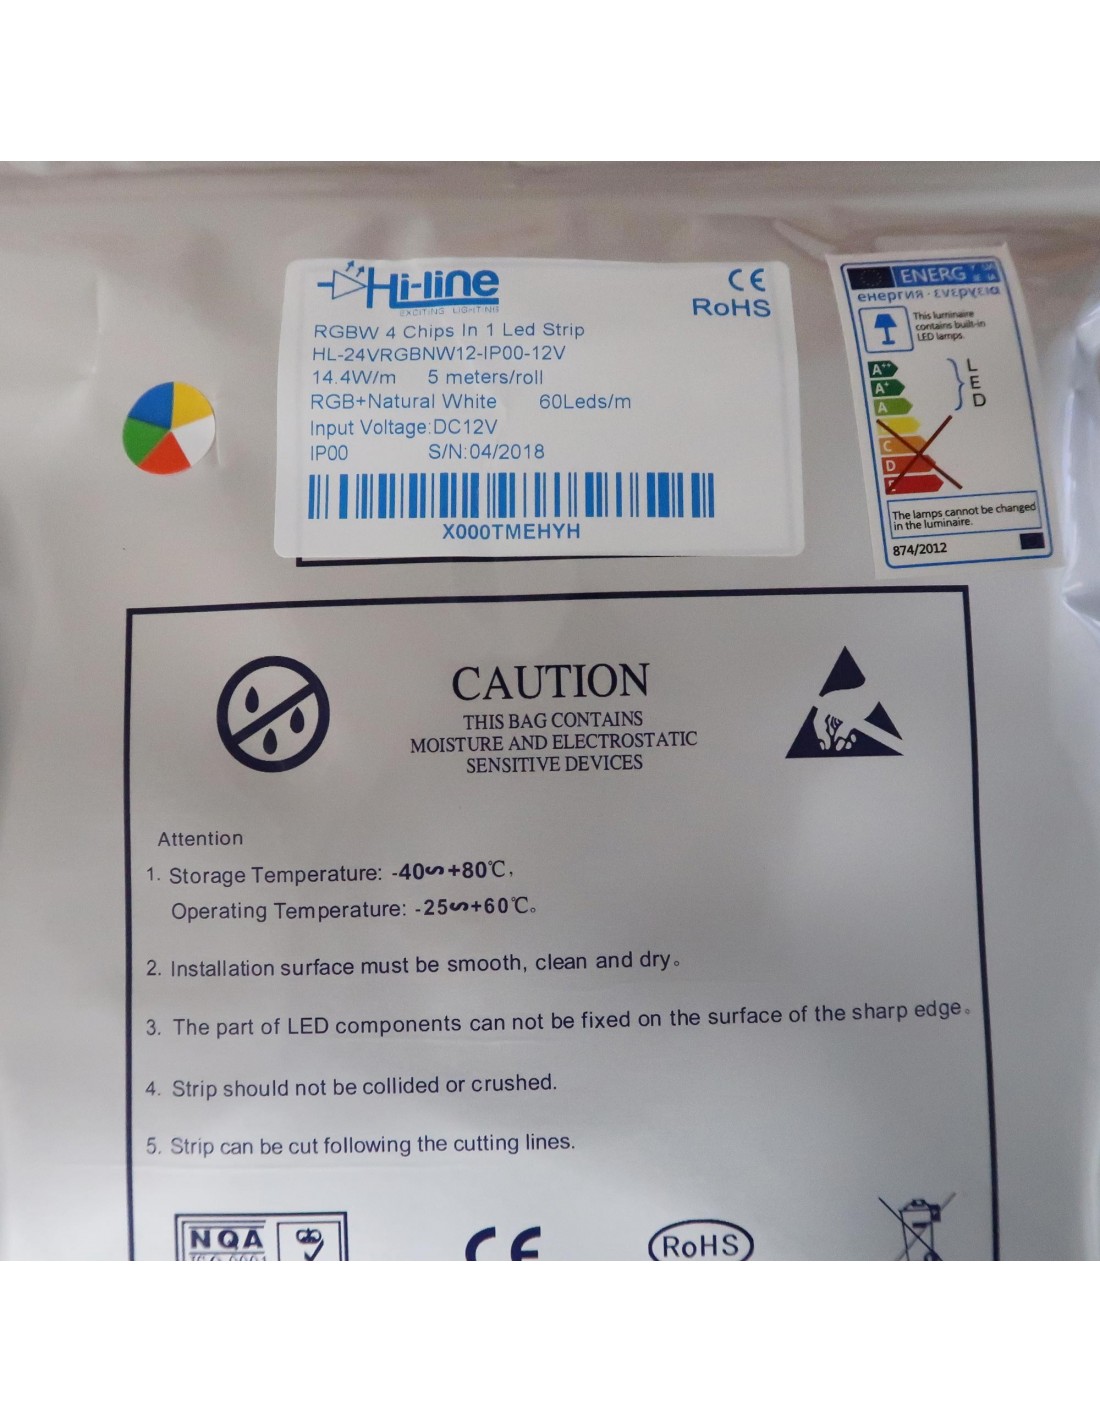 Hi-line
EXCITING LIGHTING
CE
RoHS
RGBW 4 Chips In 1 Led Strip
HL-24VRGBNW12-IP00-12V
14.4W/m 5 meters/roll
RGB+Natural White 60Leds/m
Input Voltage:DC12V
IP00 S/N:04/2018
X000TMEHYH
ENERG
енергия · ενεργεια
This luminaire
contains built-in
LED lamps.
A++
A+
A
C
D
L
E
D
The lamps cannot be changed
in the luminaire.
874/2012
CAUTION
THIS BAG CONTAINS
MOISTURE AND ELECTROSTATIC
SENSITIVE DEVICES
Attention
1. Storage Temperature: -40∽+80℃,
Operating Temperature: -25∽+60℃。
2. Installation surface must be smooth, clean and dry。
3. The part of LED components can not be fixed on the surface of the sharp edge。
4. Strip should not be collided or crushed.
5. Strip can be cut following the cutting lines.
NQA
CE
RoHS